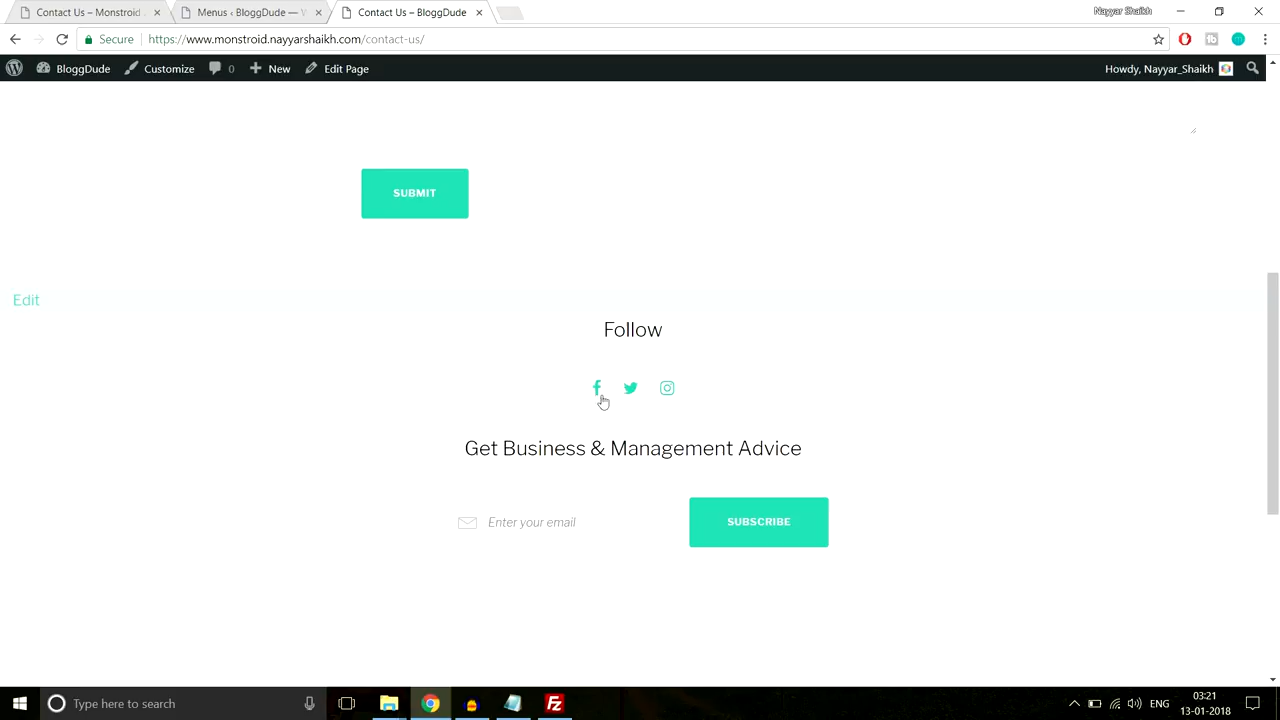 Contact Us – Monstroid
Menus ‹ BloggDude —
Contact Us – BloggDude
Nayyar Shaikh
Secure
https://www.monstroid.nayyarshaikh.com/contact-us/
BloggDude
Customize
0
New
Edit Page
Howdy, Nayyar_Shaikh
SUBMIT
Edit
Follow
Get Business & Management Advice
Enter your email
SUBSCRIBE
Type here to search
ENG
03:21
13-01-2018